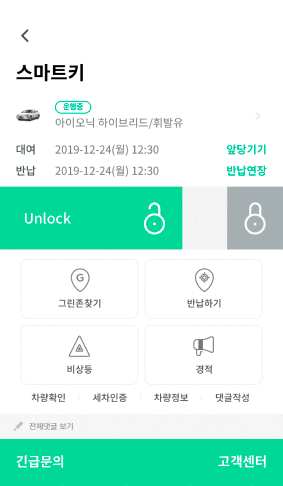 스마트키
운행중
아이오닉 하이브리드/휘발유
대여 2019-12-24(월) 12:30 앞당기기
반납 2019-12-24(월) 12:30 반납연장
Unlock
G
그린존찾기 반납하기
비상등 경적
차량확인 세차인증 차량정보 댓글작성
전체댓글 보기
긴급문의 고객센터